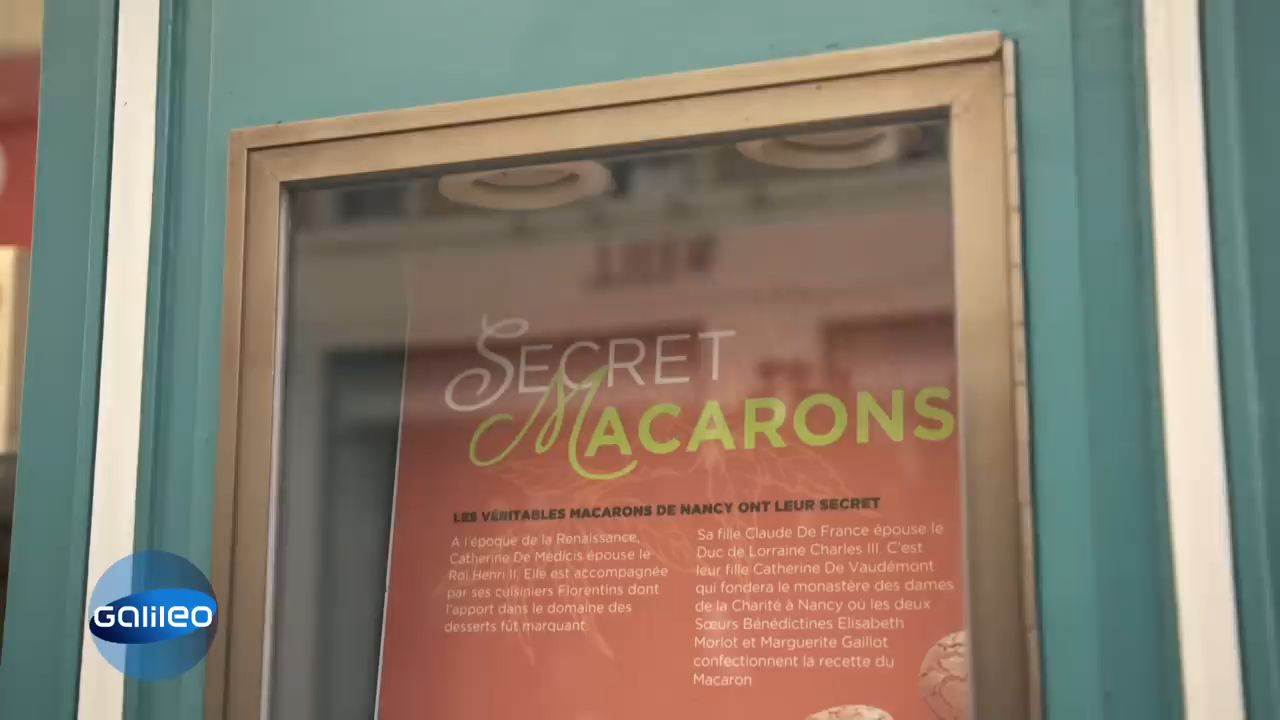 SECRET
MACARONS
LES VÉRITABLES MACARONS DE NANCY ONT LEUR SECRET
A l'époque de la Renaissance,
Catherine De Medicis épouse le
Roi Henri II. Elle est accompagnée
par ses cuisiniers Florentins dont
l'apport dans le domaine des
desserts fût marquant.
Sa fille Claude De France épouse le
Duc de Lorraine Charles III. C'est
leur fille Catherine De Vaudémont
qui fondera le monastère des dames
de la Charité à Nancy où les deux
Sœurs Bénédictines Elisabeth
Morlot et Marguerite Gaillot
confectionnent la recette du
Macaron
GALILEO